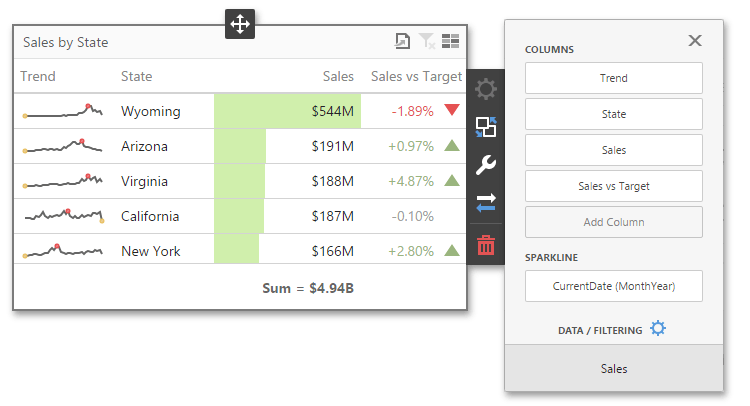 Sales by State
Trend State Sales Sales vs Target
Wyoming $544M -1.89%
Arizona $191M +0.97%
Virginia $188M +4.87%
California $187M -0.10%
New York $166M +2.80%
Sum = $4.94B
COLUMNS
Trend
State
Sales
Sales vs Target
Add Column
SPARKLINE
CurrentDate (MonthYear)
DATA / FILTERING
Sales